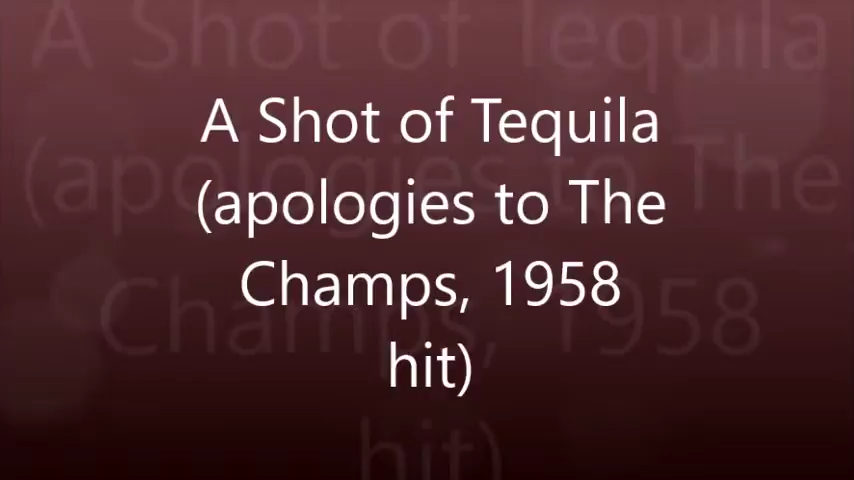 A Shot of Tequila
(apologies to The
Champs, 1958
hit)